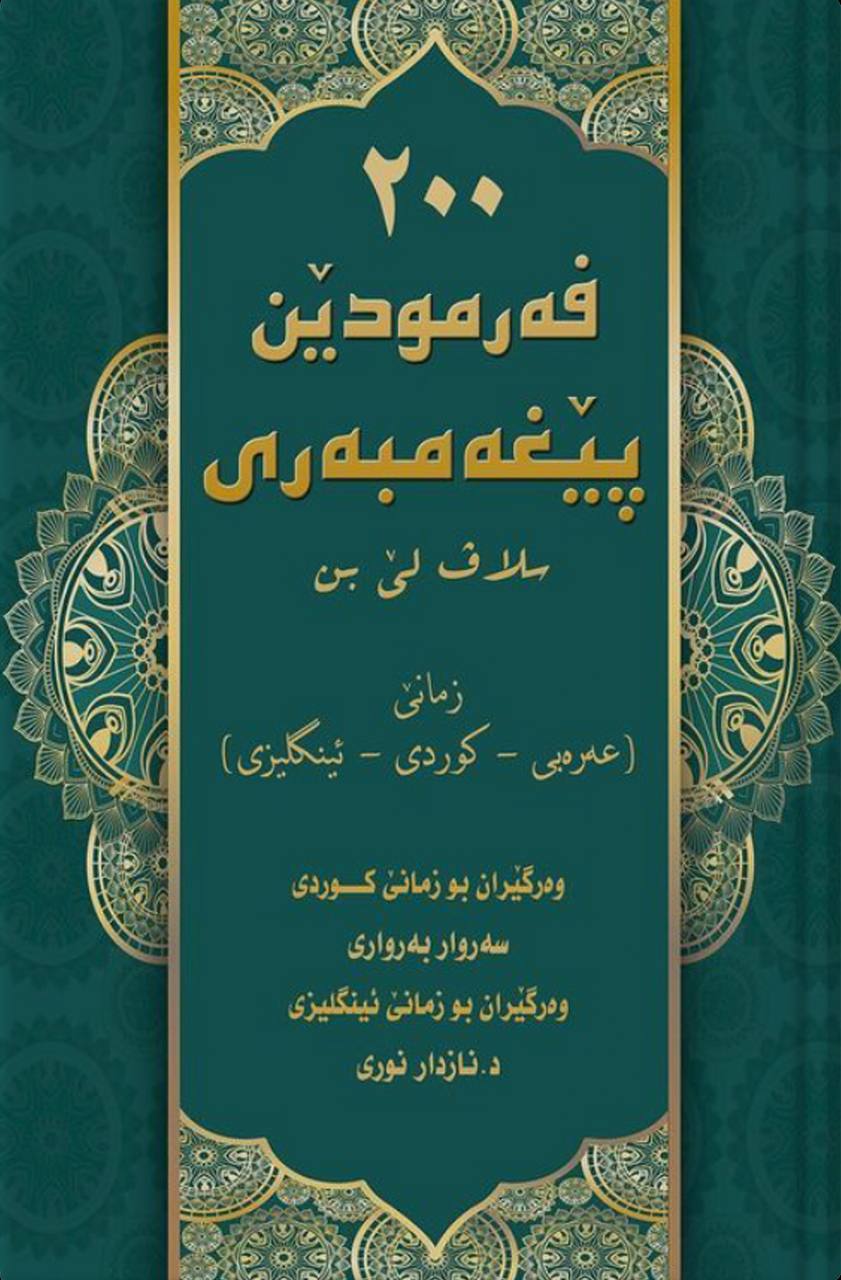 ٢٠٠
فەرمودێن
پێغەمبەری
سلاڤ لێ بن
زمانێ
(عەرەبی - کوردی - ئینگلیزی)
وەرگێران بو زمانێ کـــوردی
سەروار بەرواری
وەرگێران بو زمانێ ئینگلیزی
د.نازدار نوری